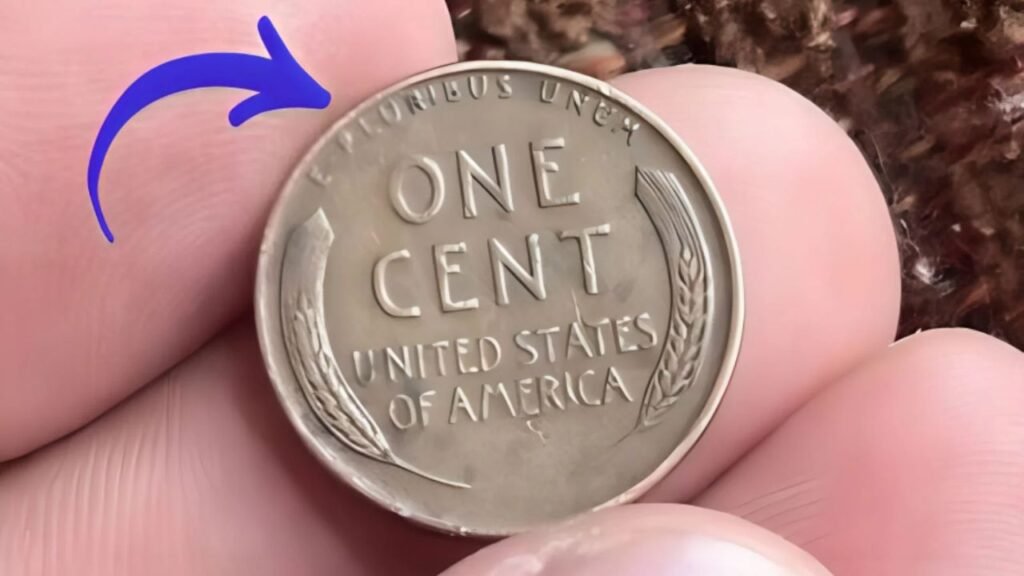 E PLURIBUS UNUM
ONE
CENT
UNITED STATES
OF AMERICA